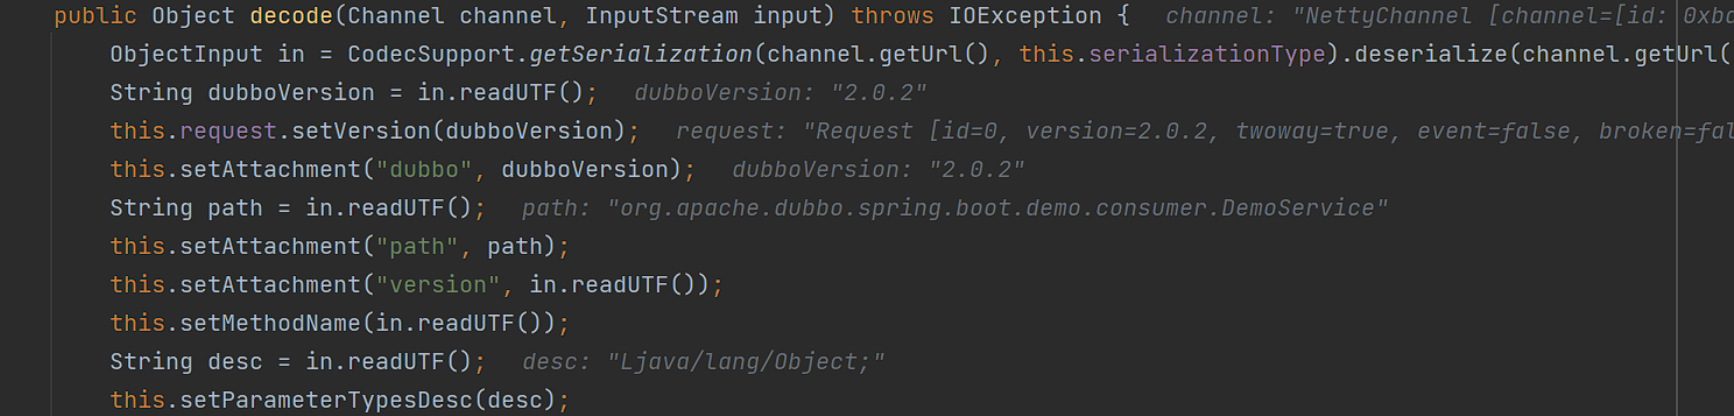 public Object decode(Channel channel, InputStream input) throws IOException {   channel: "NettyChannel [channel=[id: 0xbc
ObjectInput in = CodecSupport.getSerialization(channel.getUrl(), this.serializationType).deserialize(channel.getUrl(
String dubboVersion = in.readUTF();   dubboVersion: "2.0.2"
this.request.setVersion(dubboVersion);   request: "Request [id=0, version=2.0.2, twoway=true, event=false, broken=fal
this.setAttachment("dubbo", dubboVersion);   dubboVersion: "2.0.2"
String path = in.readUTF();   path: "org.apache.dubbo.spring.boot.demo.consumer.DemoService"
this.setAttachment("path", path);
this.setAttachment("version", in.readUTF());
this.setMethodName(in.readUTF());
String desc = in.readUTF();   desc: "Ljava/lang/Object;"
this.setParameterTypesDesc(desc);